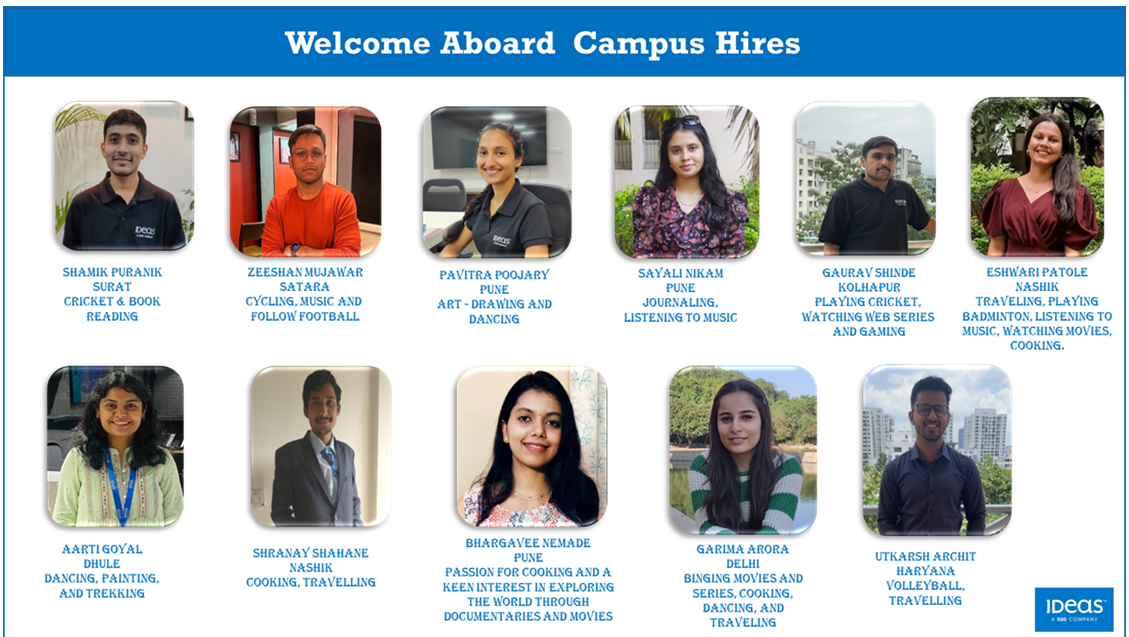 Welcome Aboard Campus Hires
IDeaS
IDeaS
IDeaS
SHAMIK PURANIK
SURAT
CRICKET & BOOK
READING
ZEESHAN MUJAWAR
SATARA
CYCLING, MUSIC AND
FOLLOW FOOTBALL
PAVITRA POOJARY
PUNE
ART - DRAWING AND
DANCING
SAYALI NIKAM
PUNE
JOURNALING,
LISTENING TO MUSIC
GAURAV SHINDE
KOLHAPUR
PLAYING CRICKET,
WATCHING WEB SERIES
AND GAMING
ESHWARI PATOLE
NASHIK
TRAVELING, PLAYING
BADMINTON, LISTENING TO
MUSIC, WATCHING MOVIES,
COOKING.
AARTI GOYAL
DHULE
DANCING, PAINTING,
AND TREKKING
SHRANAY SHAHANE
NASHIK
COOKING, TRAVELLING
BHARGAVEE NEMADE
PUNE
PASSION FOR COOKING AND A
KEEN INTEREST IN EXPLORING
THE WORLD THROUGH
DOCUMENTARIES AND MOVIES
GARIMA ARORA
DELHI
BINGING MOVIES AND
SERIES, COOKING,
DANCING, AND
TRAVELING
UTKARSH ARCHIT
HARYANA
VOLLEYBALL,
TRAVELLING
IDeaS™
A SAS COMPANY